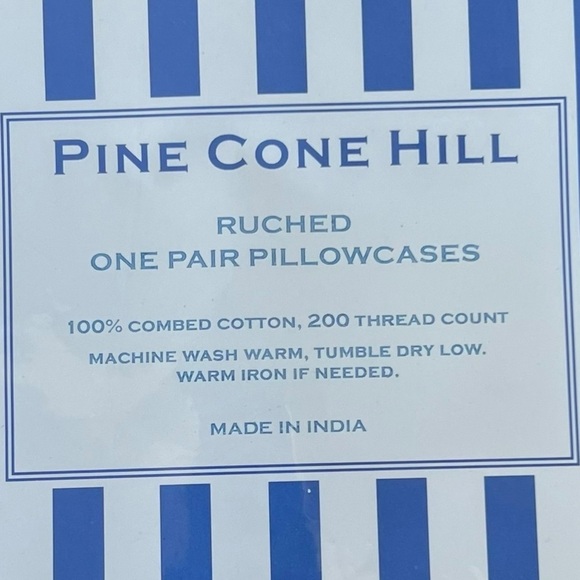 PINE CONE HILL
RUCHED
ONE PAIR PILLOWCASES
100% COMBED COTTON, 200 THREAD COUNT
MACHINE WASH WARM, TUMBLE DRY LOW.
WARM IRON IF NEEDED.
MADE IN INDIA